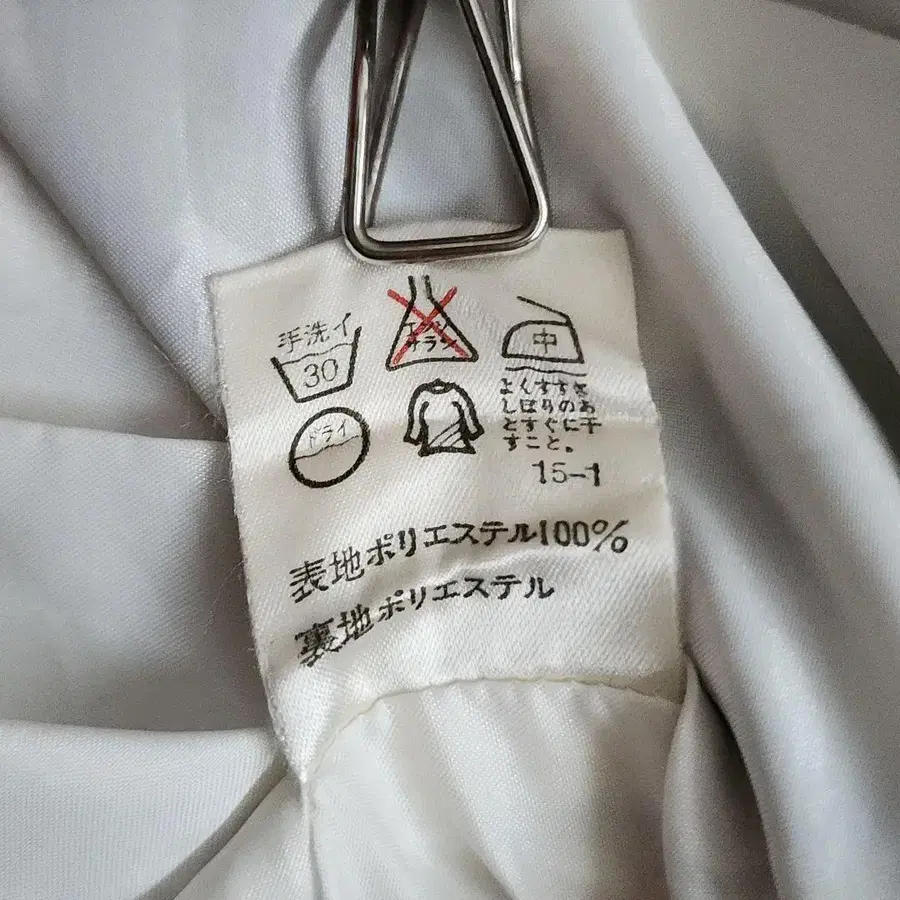 手洗イ
30
エンソ
サラシ
中
ドライ
よくすすぎ
しぼりのあ
とすぐに干
すこと。
15-1
表地ポリエステル100%
裏地ポリエステル